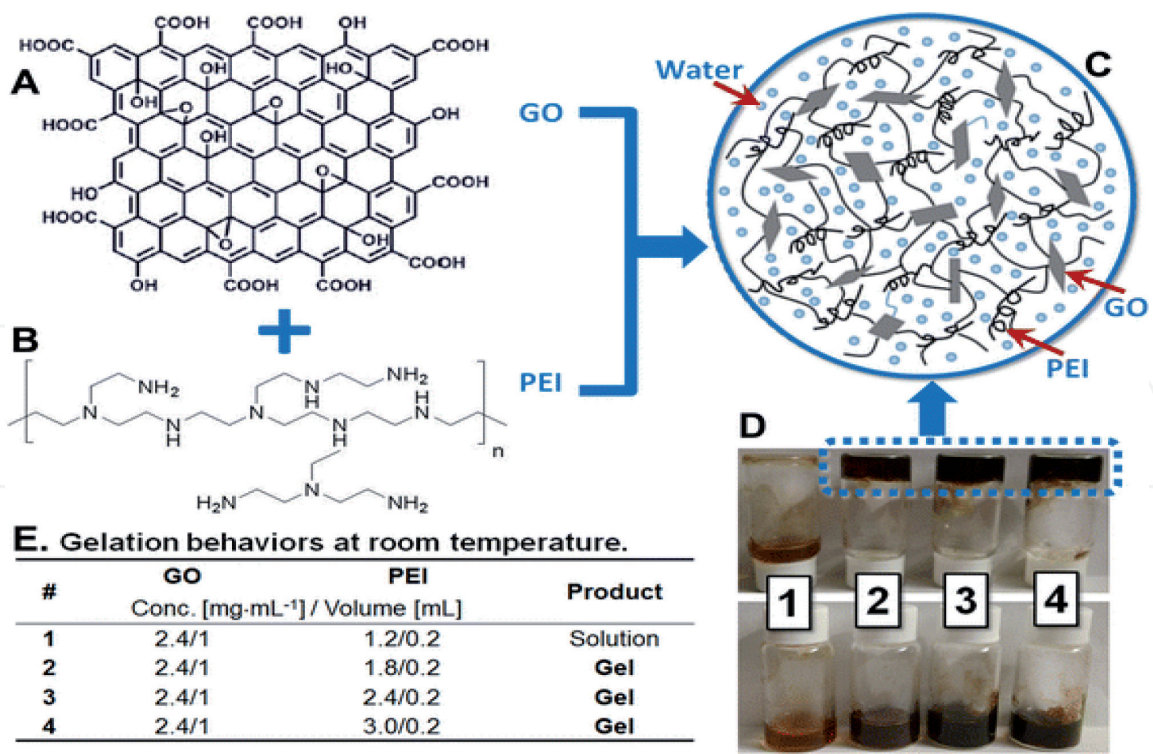 A
COOH
COOH
OH
HOOC
COOH
HO
OH
OH
O
O
OH
HOOC
OH
O
HO
COOH
HOOC
O
OH
COOH
OH
COOH
COOH
+
B
NH2
N
N
H
N
N
H
NH2
N
H
N
H
n
N
H2N
NH2
GO
PEI
C
Water
GO
PEI
D
1 2 3 4
E. Gelation behaviors at room temperature.
# GO PEI Product
Conc. [mg·mL-1] / Volume [mL]
1 2.4/1 1.2/0.2 Solution
2 2.4/1 1.8/0.2 Gel
3 2.4/1 2.4/0.2 Gel
4 2.4/1 3.0/0.2 Gel